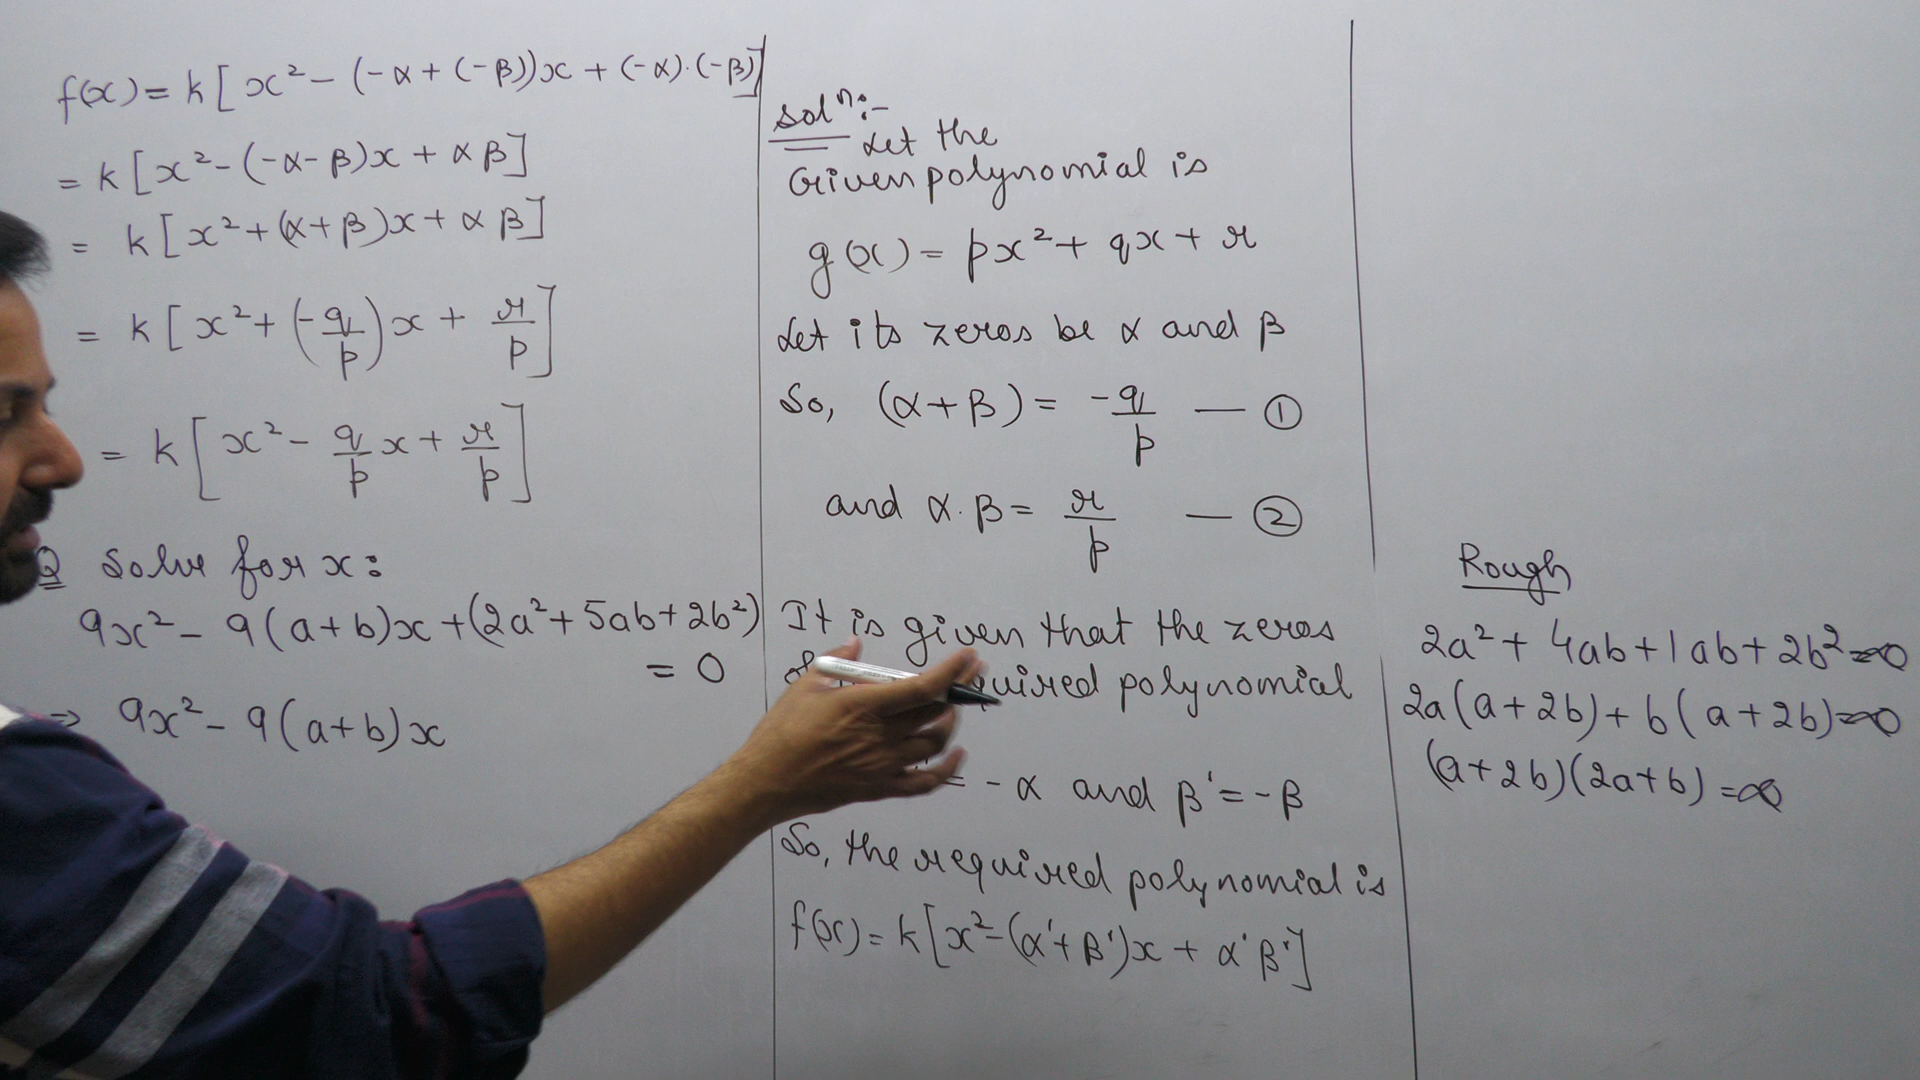 f(x) = k[x² - (-α + (-β))x + (-α)·(-β)]
= k[x² - (-α - β)x + αβ]
= k[x² + (α + β)x + αβ]
= k[x² + (-q/p)x + r/p]
= k[x² - q/p x + r/p]
Q Solve for x:
9x² - 9(a+b)x + (2a² + 5ab + 2b²)
= 0
⇒ 9x² - 9(a+b)x
Solⁿ:-
Let the
Given polynomial is
g(x) = px² + qx + r
Let its zeros be α and β
So, (α+β) = -q/p — ①
and α.β = r/p — ②
It is given that the zeros
polynomial
= -α and β' = -β
So, the required polynomial is
f(x) = k[x² - (α' + β')x + α'β']
Rough
2a² + 4ab + 1ab + 2b² = 0
2a(a+2b) + b(a+2b) = 0
(a+2b)(2a+b) = 0